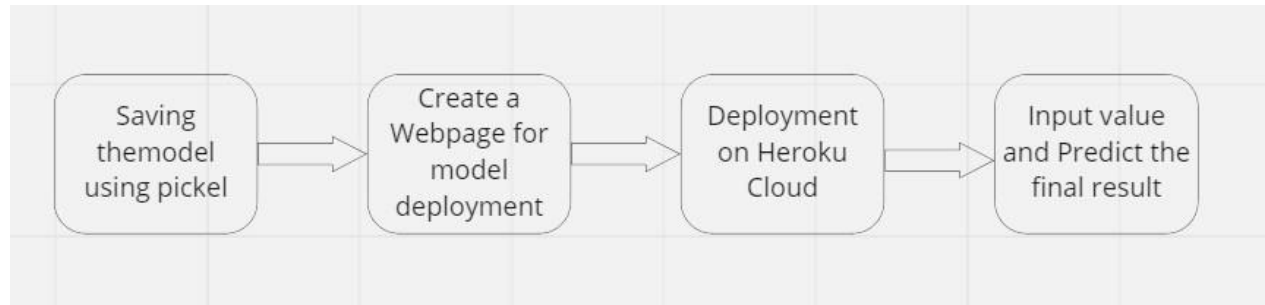 Saving
themodel
using pickel
Create a
Webpage for
model
deployment
Deployment
on Heroku
Cloud
Input value
and Predict the
final result